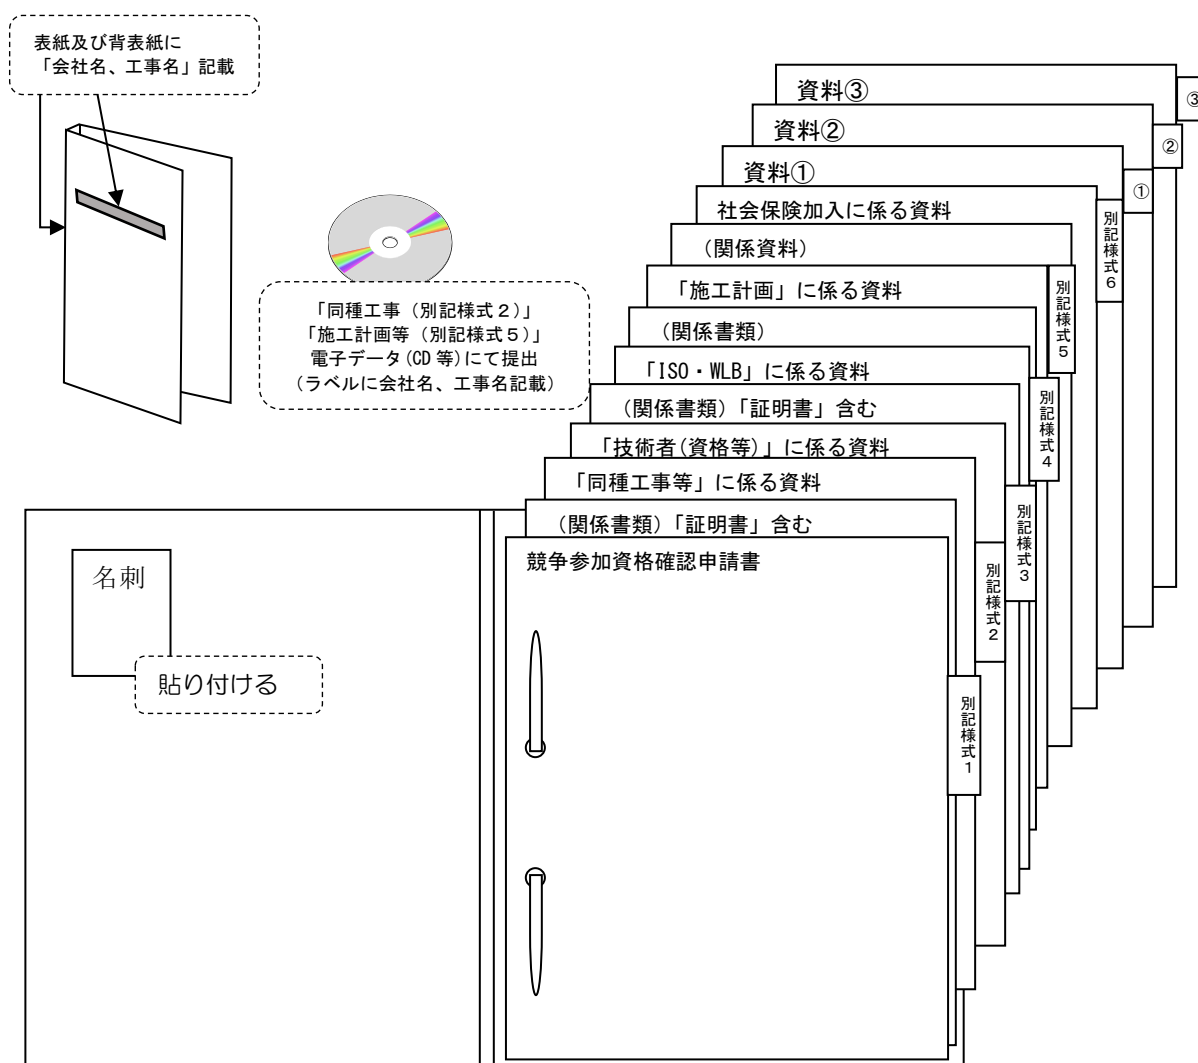 表紙及び背表紙に
「会社名、工事名」記載
資料③
③
資料②
②
資料①
①
社会保険加入に係る資料
別記様式6
（関係資料）
「施工計画」に係る資料
別記様式5
（関係書類）
「ISO・WLB」に係る資料
別記様式4
（関係書類）「証明書」含む
「技術者(資格等)」に係る資料
別記様式3
「同種工事等」に係る資料
別記様式2
（関係書類）「証明書」含む
競争参加資格確認申請書
別記様式1
「同種工事（別記様式２）」
「施工計画等（別記様式５）」
電子データ(CD 等)にて提出
（ラベルに会社名、工事名記載）
名刺
貼り付ける